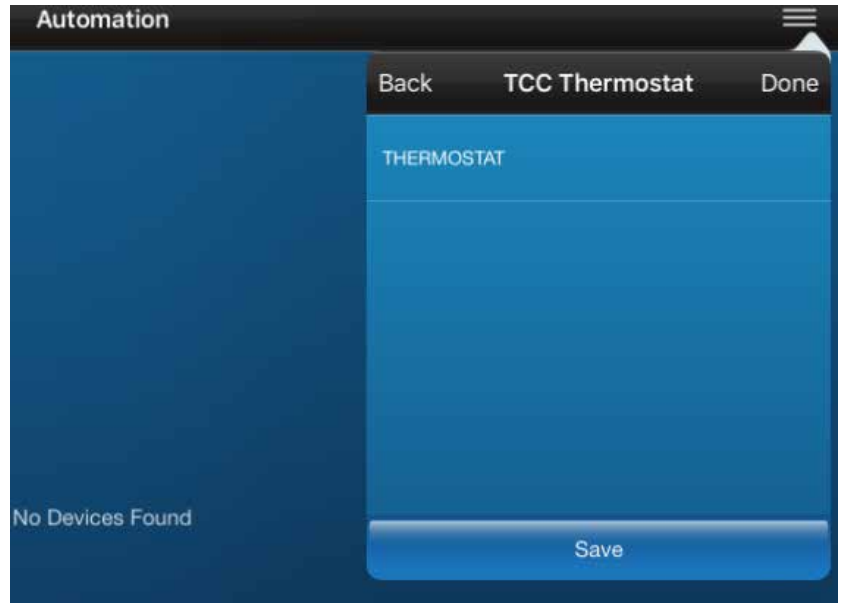 Automation
Back TCC Thermostat Done
THERMOSTAT
No Devices Found
Save